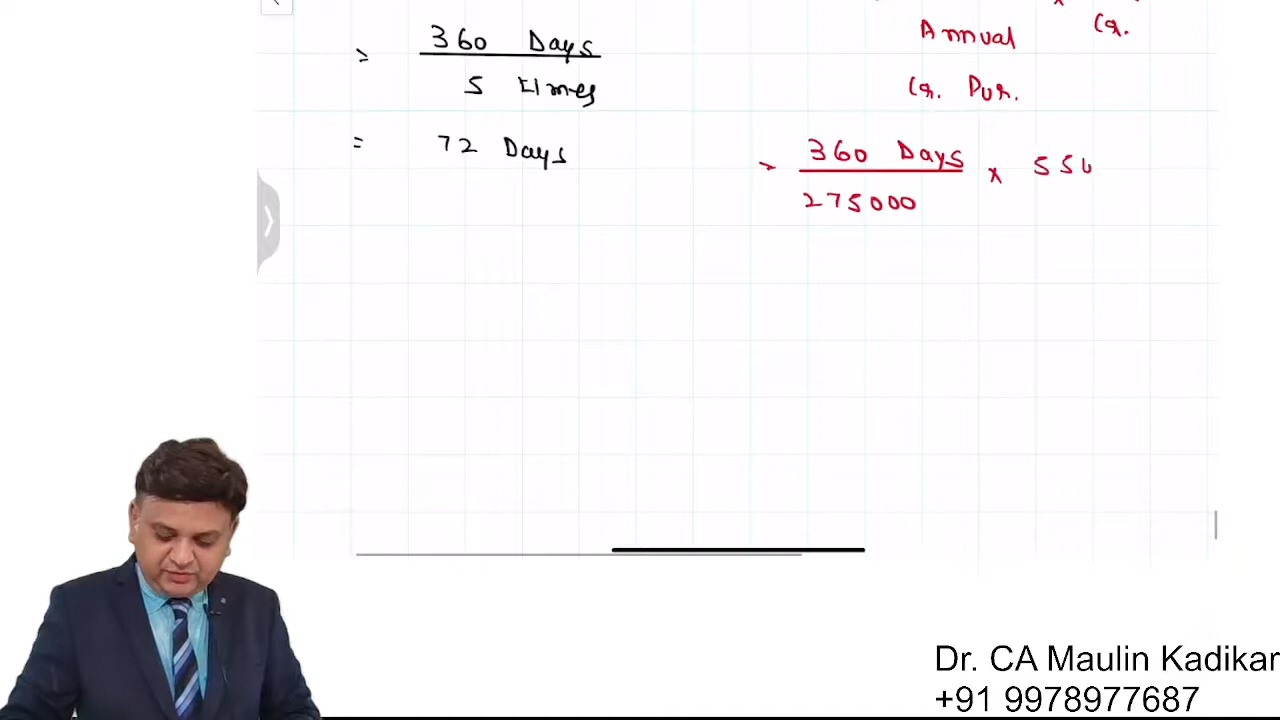 = 360 Days
5 times
= 72 Days
Annual
Cr.
Cr. Pur.
= 360 Days × 550
275000
Dr. CA Maulin Kadikar
+91 9978977687